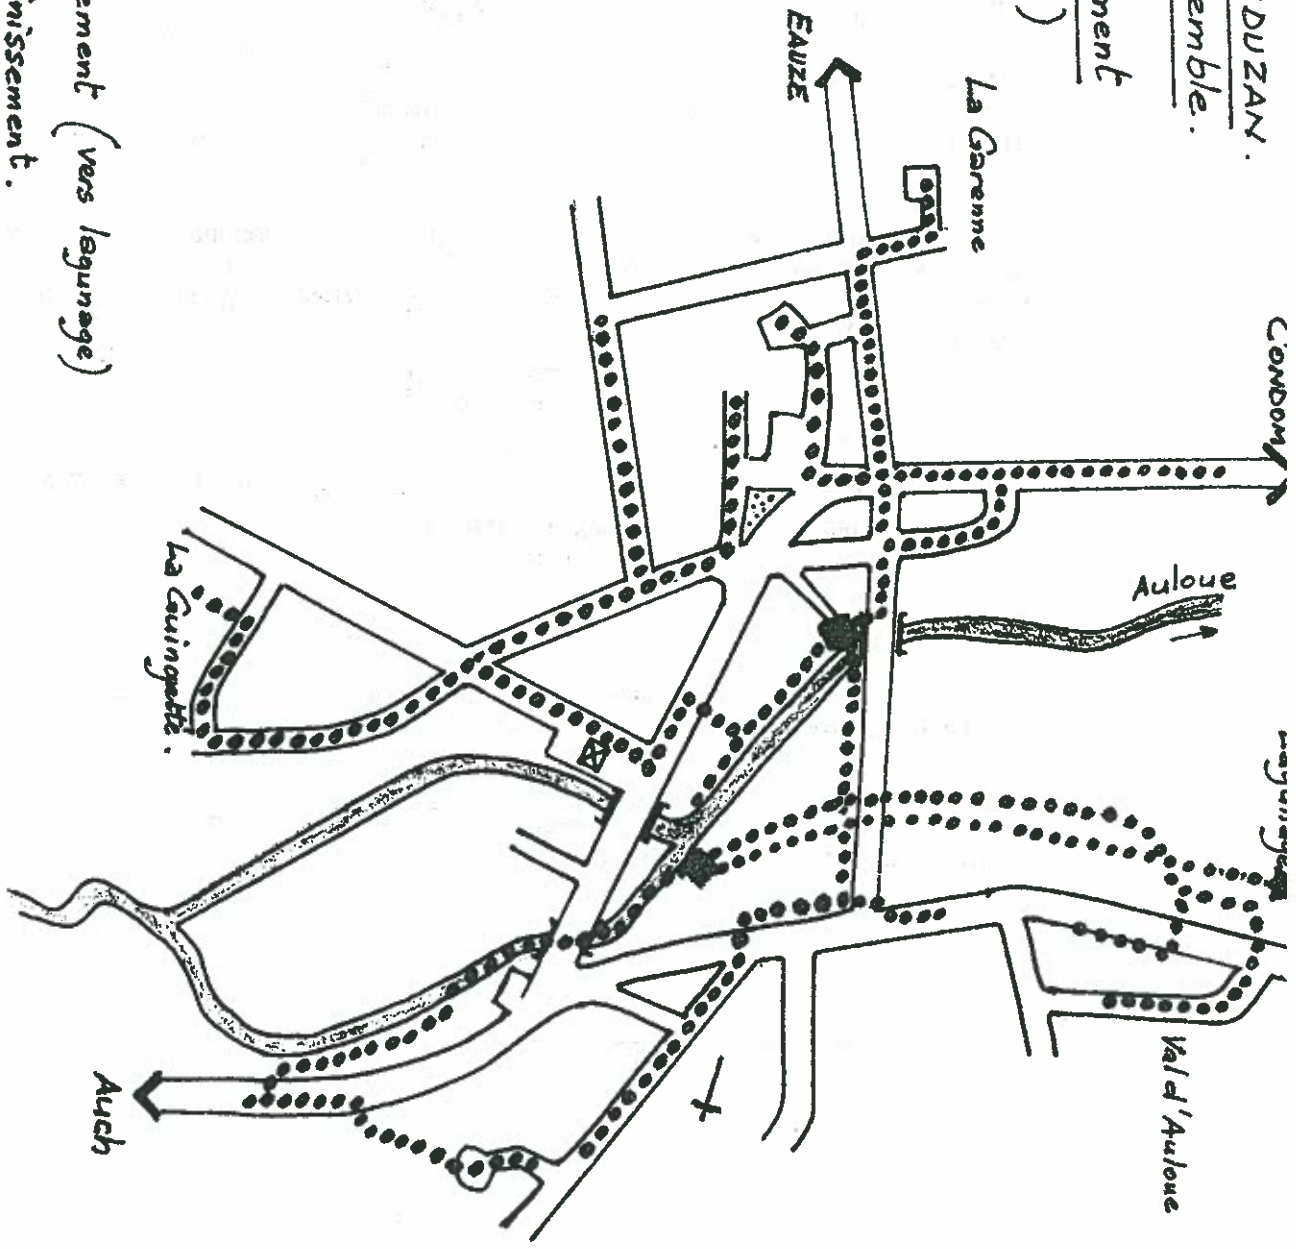 DUZAN.
emble.
ment
)
EAUZE
La Garenne
CONDOM
Auloue
Val d'Auloue
La Guinguette.
Auch
ement (vers lagunage)
nissement.